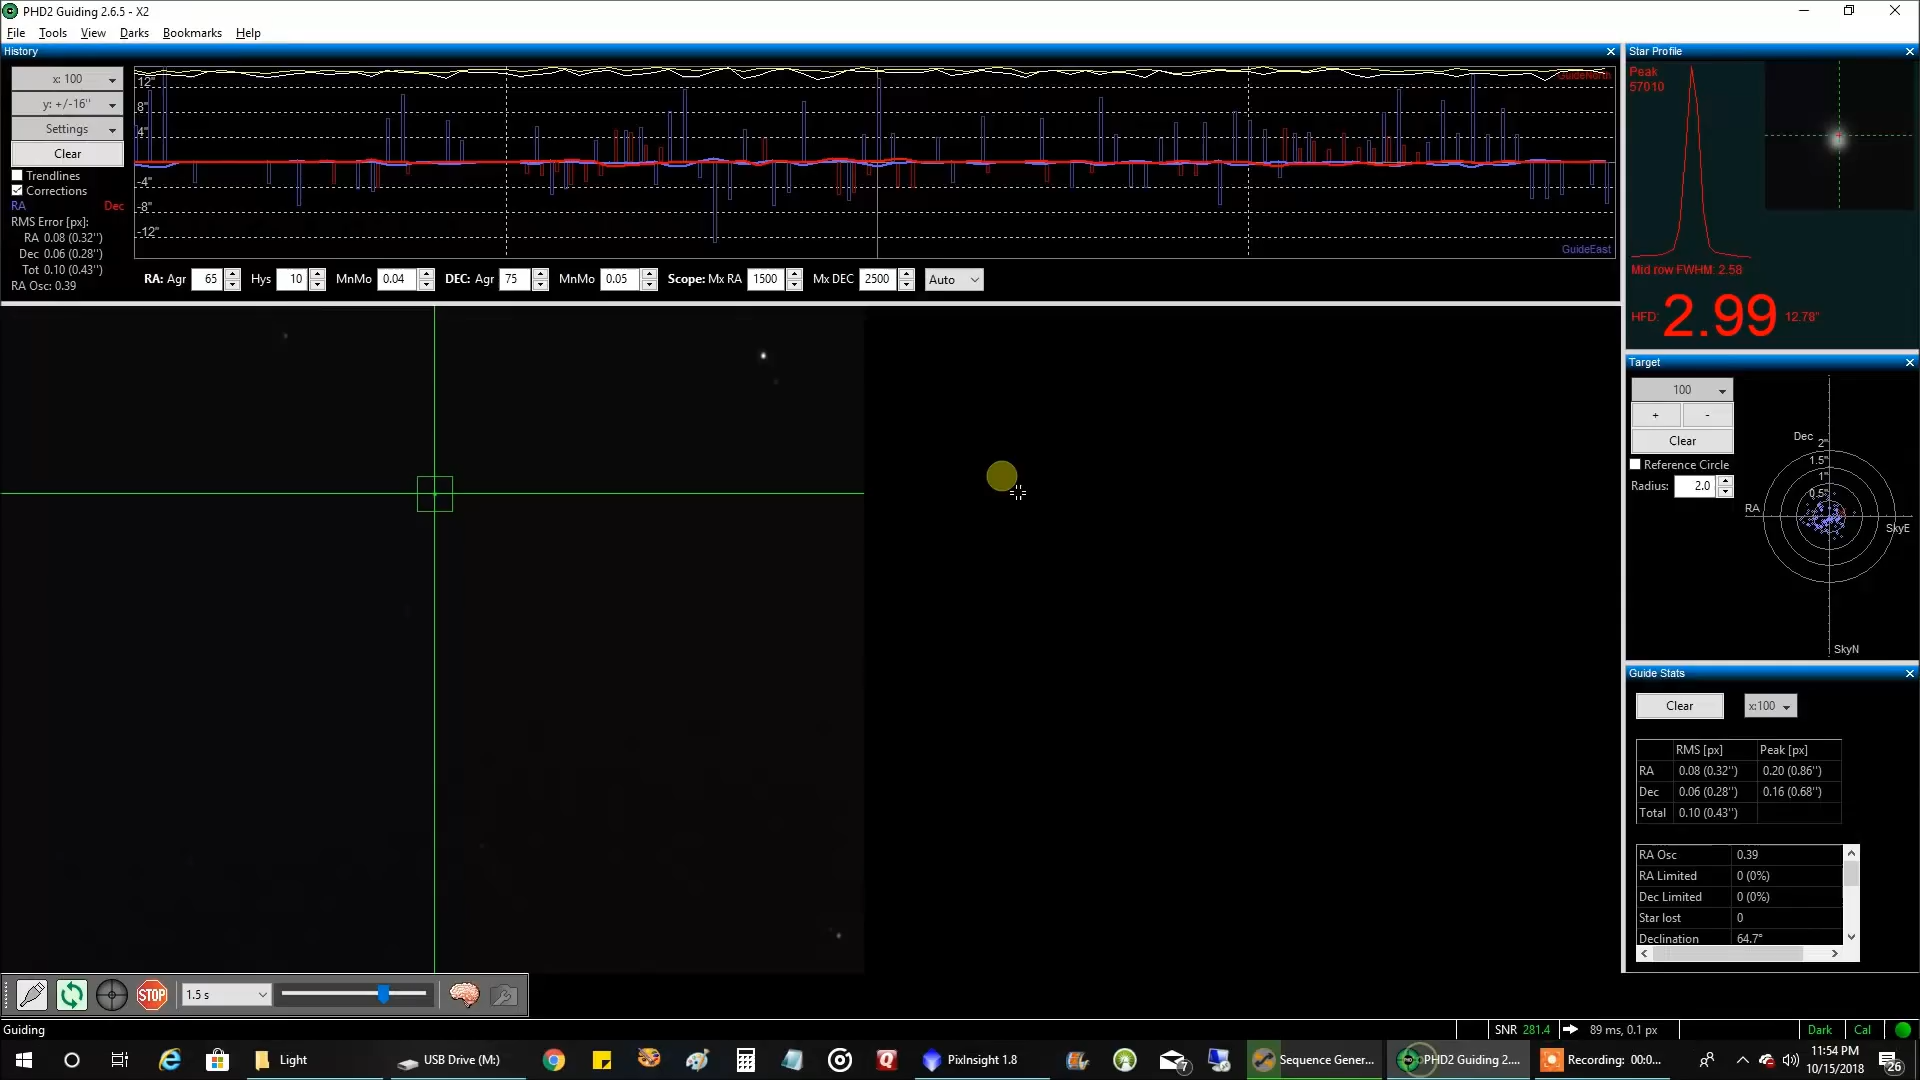 PHD2 Guiding 2.6.5 - X2
File Tools View Darks Bookmarks Help
History
x: 100
y: +/-16"
Settings
Clear
Trendlines
Corrections
RA Dec
RMS Error [px]:
RA 0.08 (0.32")
Dec 0.06 (0.28")
Tot 0.10 (0.43")
RA Osc: 0.39
12"
8"
4"
-4"
-8"
-12"
GuideNorth
GuideEast
RA: Agr 65 Hys 10 MnMo 0.04 DEC: Agr 75 MnMo 0.05 Scope: Mx RA 1500 Mx DEC 2500 Auto
Star Profile
Peak
57010
Mid row FWHM: 2.58
HFD: 2.99 12.78"
Target
100
+ -
Clear
Reference Circle
Radius: 2.0
Dec
2"
1.5"
1"
0.5"
RA
SkyE
SkyN
Guide Stats
Clear x:100
RMS [px] Peak [px]
RA 0.08 (0.32") 0.20 (0.86")
Dec 0.06 (0.28") 0.16 (0.68")
Total 0.10 (0.43")
RA Osc 0.39
RA Limited 0 (0%)
Dec Limited 0 (0%)
Star lost 0
Declination 64.7°
STOP 1.5 s
Guiding
SNR 281.4 89 ms, 0.1 px Dark Cal
Light USB Drive (M:) PixInsight 1.8 7 Sequence Gener... PHD2 Guiding 2.... Recording: 00:0...
11:54 PM
10/15/2018
26